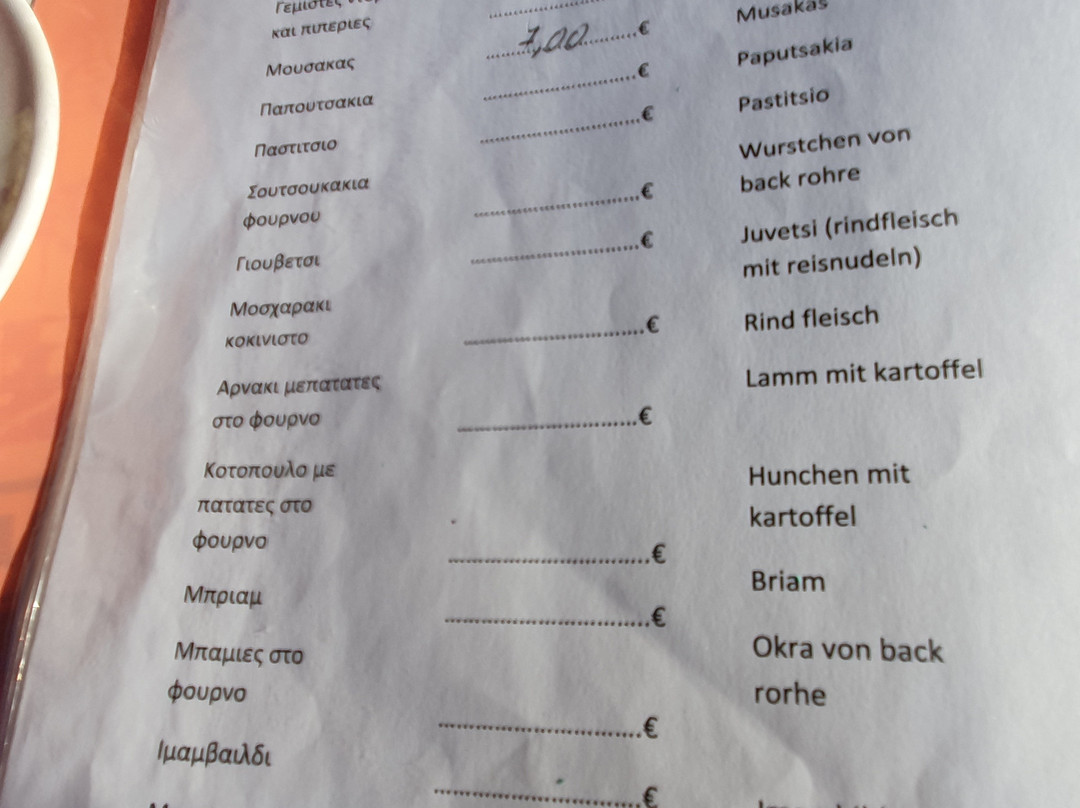 Γεμιστες
και πιπεριες
Μουσακας
7,00 €
Musakas
Παπουτσακια
€
Paputsakia
Παστιτσιο
€
Pastitsio
Σουτσουκακια
φουρνου
€
Wurstchen von
back rohre
Γιουβετσι
€
Juvetsi (rindfleisch
mit reisnudeln)
Μοσχαρακι
κοκινιστο
€
Rind fleisch
Αρνακι μεπατατες
στο φουρνο
€
Lamm mit kartoffel
Κοτοπουλο με
πατατες στο
φουρνο
€
Hunchen mit
kartoffel
Μπριαμ
€
Briam
Μπαμιες στο
φουρνο
€
Okra von back
rorhe
Ιμαμβαιλδι
€